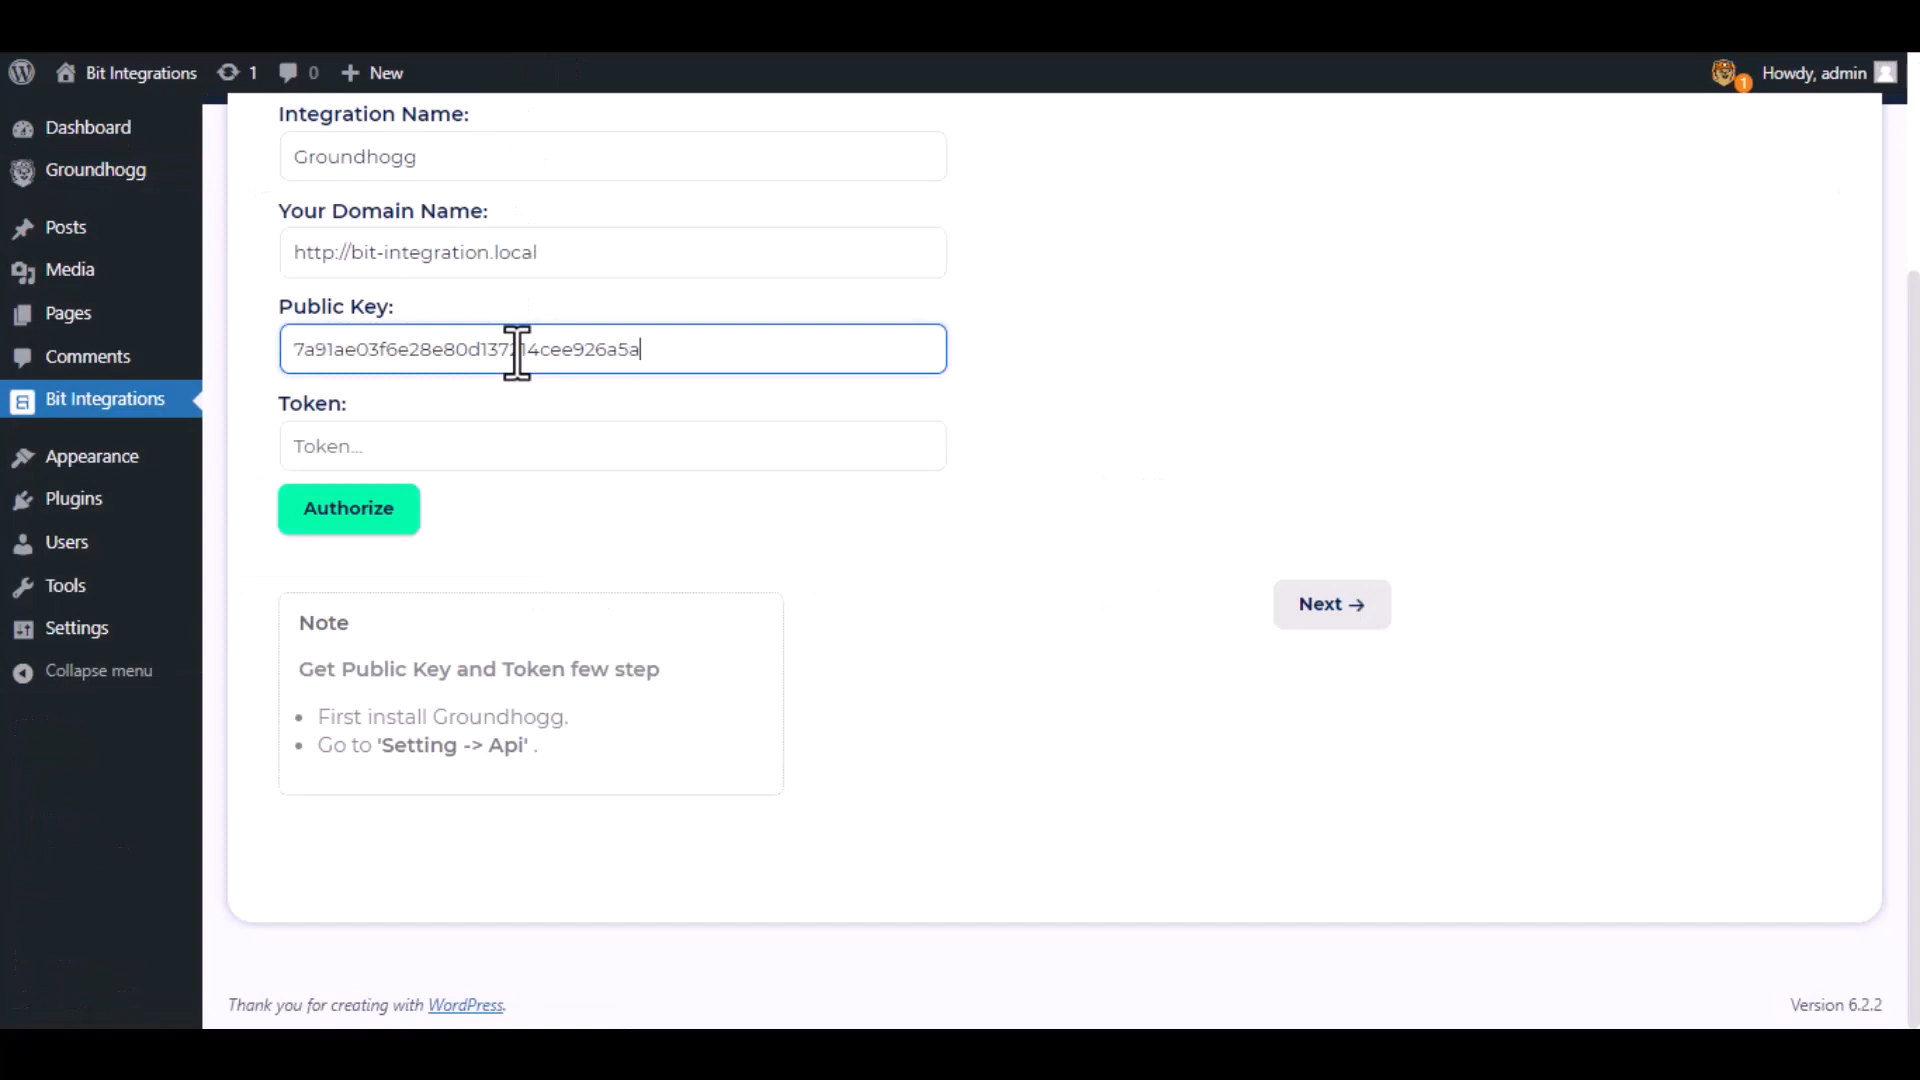 Bit Integrations 1 0 New
1 Howdy, admin
Dashboard
Groundhogg
Posts
Media
Pages
Comments
Bit Integrations
Appearance
Plugins
Users
Tools
Settings
Collapse menu
Integration Name:
Groundhogg
Your Domain Name:
http://bit-integration.local
Public Key:
Token:
Token...
Authorize
Next →
Note
Get Public Key and Token few step
• First install Groundhogg.
• Go to 'Setting -> Api' .
Thank you for creating with WordPress.
Version 6.2.2